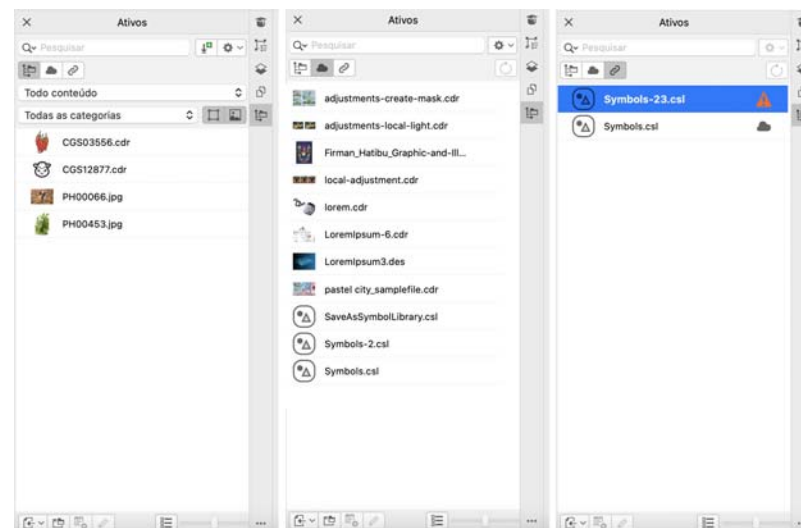 Ativos
Pesquisar
Todo conteúdo
Todas as categorias
CGS03556.cdr
CGS12877.cdr
PH00066.jpg
PH00453.jpg
Ativos
Pesquisar
adjustments-create-mask.cdr
adjustments-local-light.cdr
Firman_Hatibu_Graphic-and-Ill...
local-adjustment.cdr
lorem.cdr
LoremIpsum-6.cdr
LoremIpsum3.des
pastel city_samplefile.cdr
SaveAsSymbolLibrary.csl
Symbols-2.csl
Symbols.csl
Ativos
Pesquisar
Symbols-23.csl
Symbols.csl